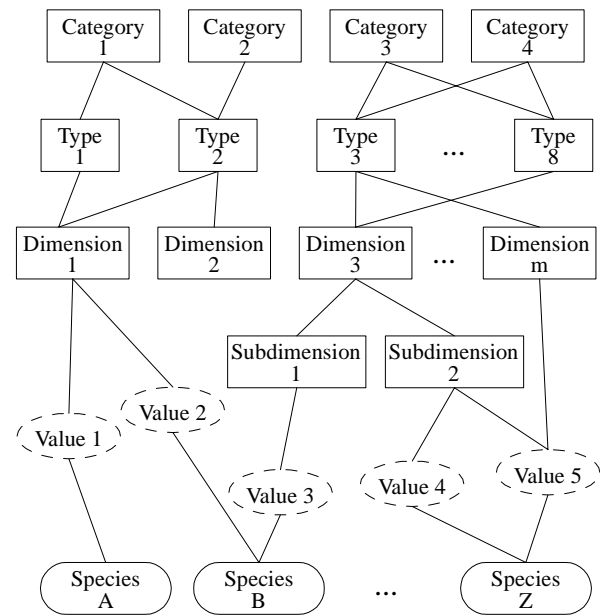 Category
1
Category
2
Category
3
Category
4
Type
1
Type
2
Type
3
...
Type
8
Dimension
1
Dimension
2
Dimension
3
...
Dimension
m
Subdimension
1
Subdimension
2
Value 1
Value 2
Value 3
Value 4
Value 5
Species
A
Species
B
...
Species
Z